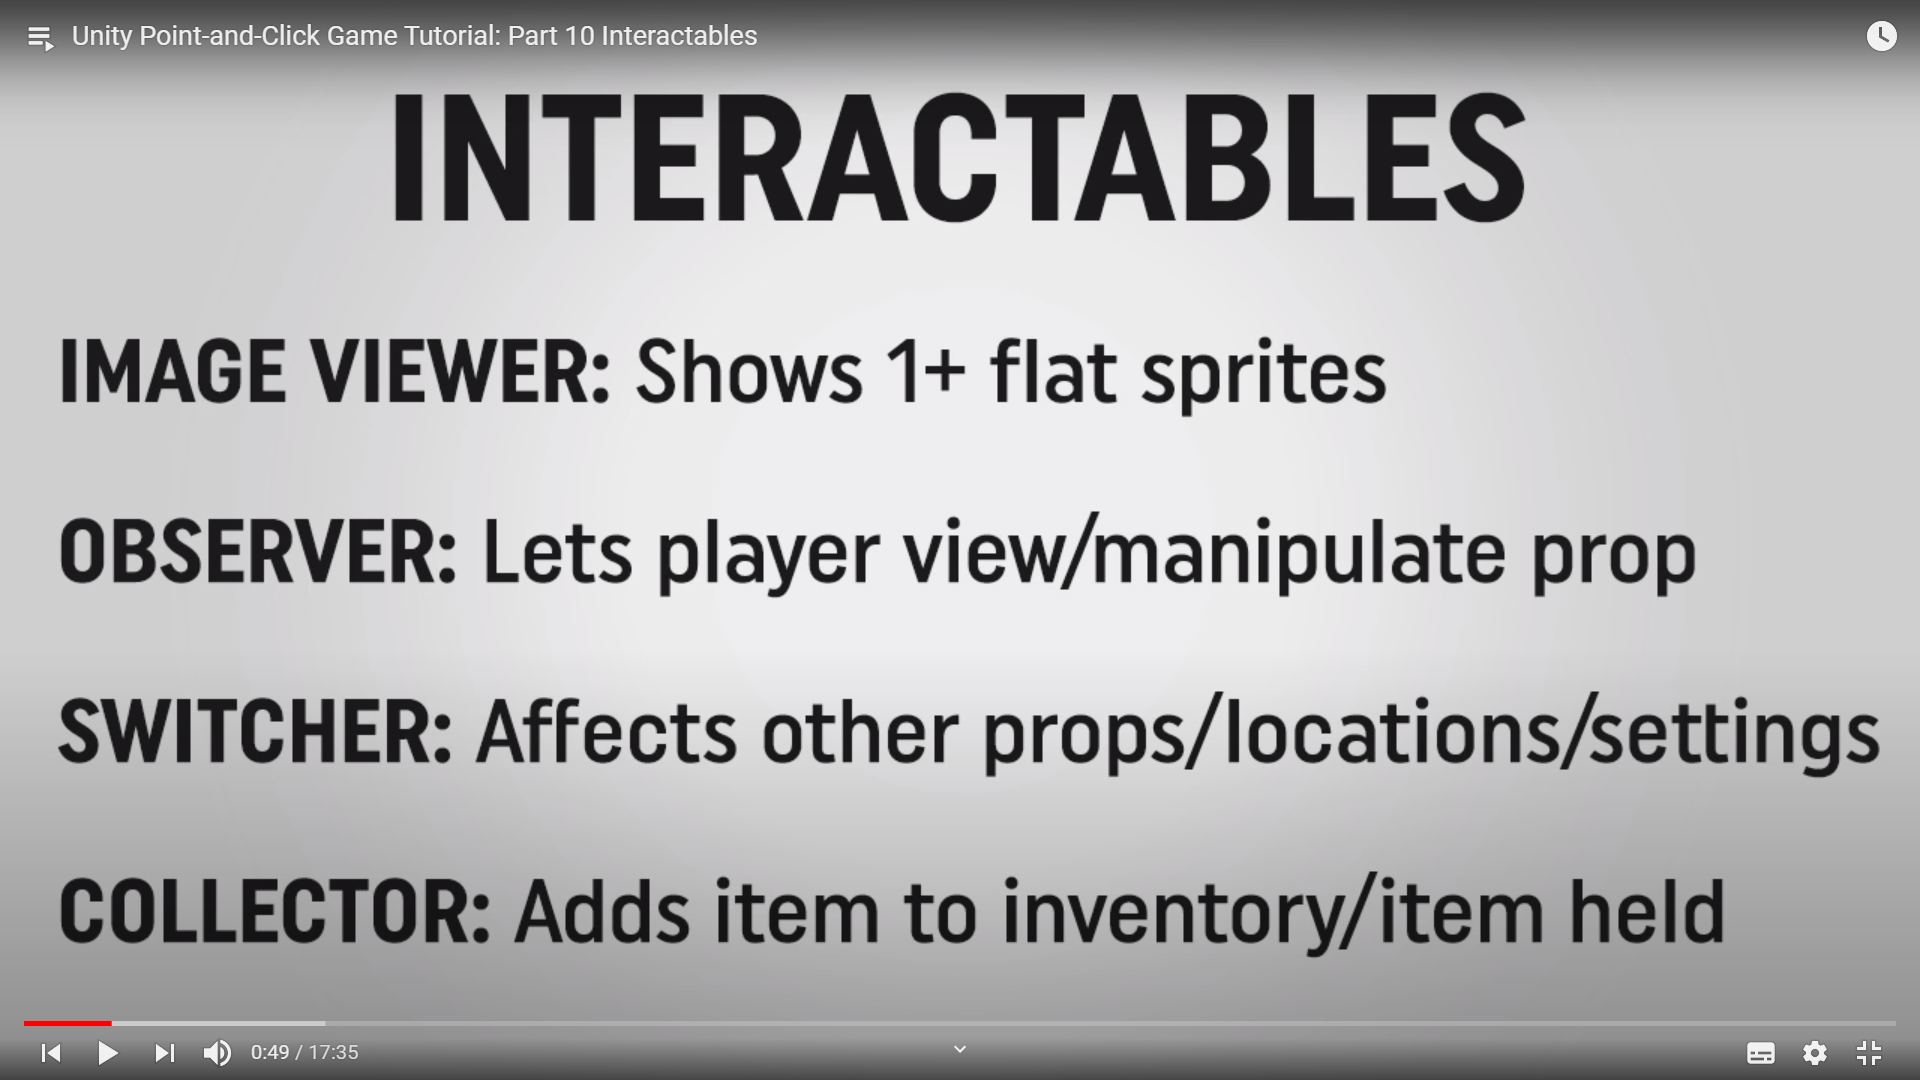 Unity Point-and-Click Game Tutorial: Part 10 Interactables
INTERACTABLES
IMAGE VIEWER: Shows 1+ flat sprites
OBSERVER: Lets player view/manipulate prop
SWITCHER: Affects other props/locations/settings
COLLECTOR: Adds item to inventory/item held
0:49 / 17:35